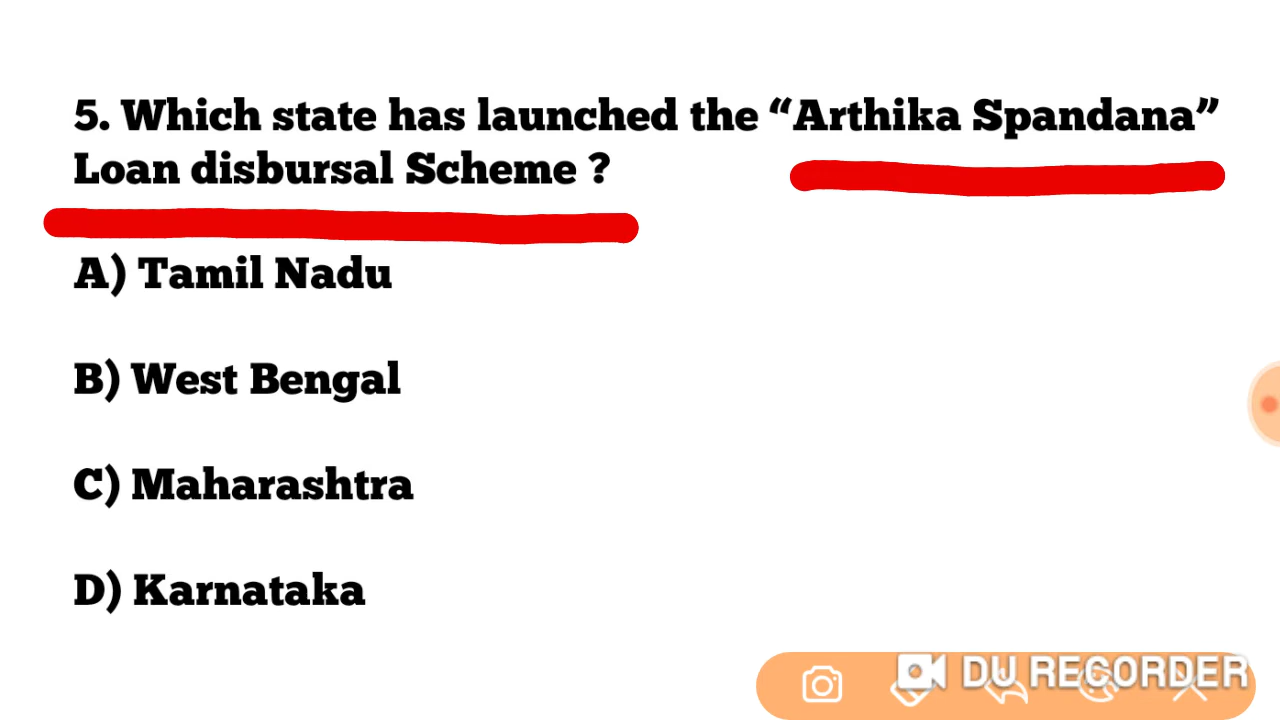 5. Which state has launched the “Arthika Spandana”
Loan disbursal Scheme ?
A) Tamil Nadu
B) West Bengal
C) Maharashtra
D) Karnataka
DU RECORDER